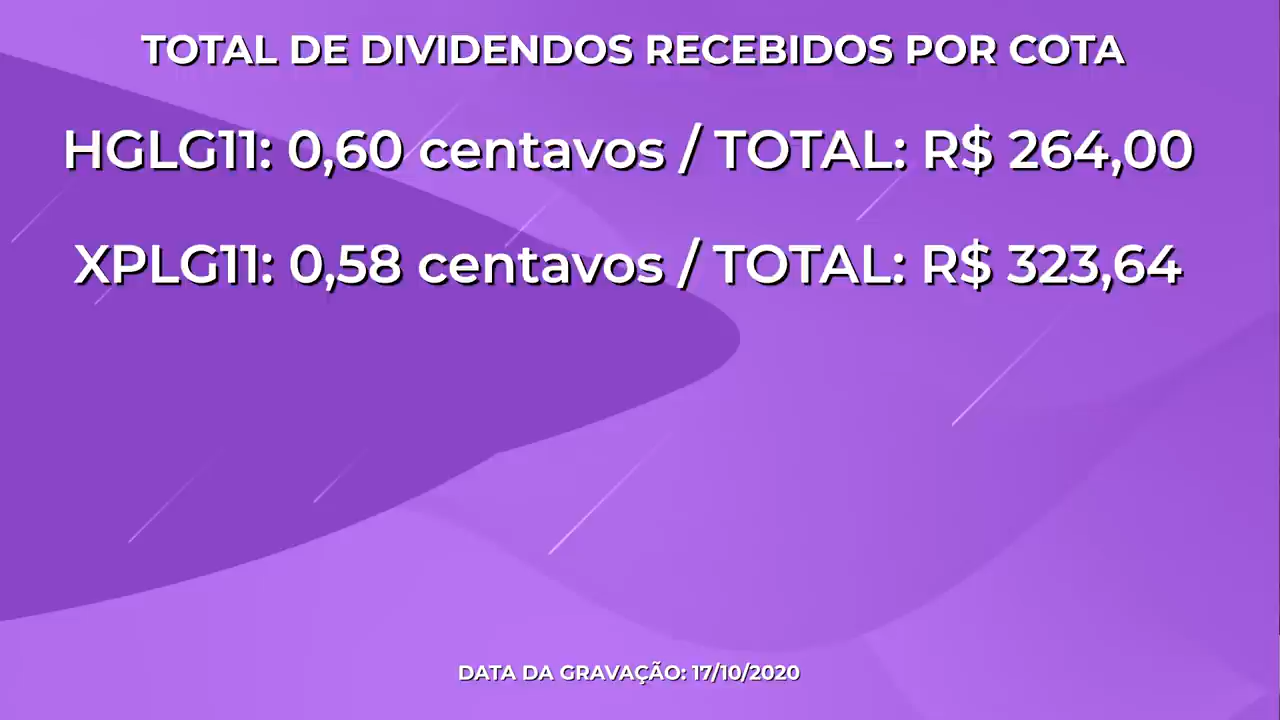 TOTAL DE DIVIDENDOS RECEBIDOS POR COTA
HGLG11: 0,60 centavos / TOTAL: R$ 264,00
XPLG11: 0,58 centavos / TOTAL: R$ 323,64
DATA DA GRAVAÇÃO: 17/10/2020